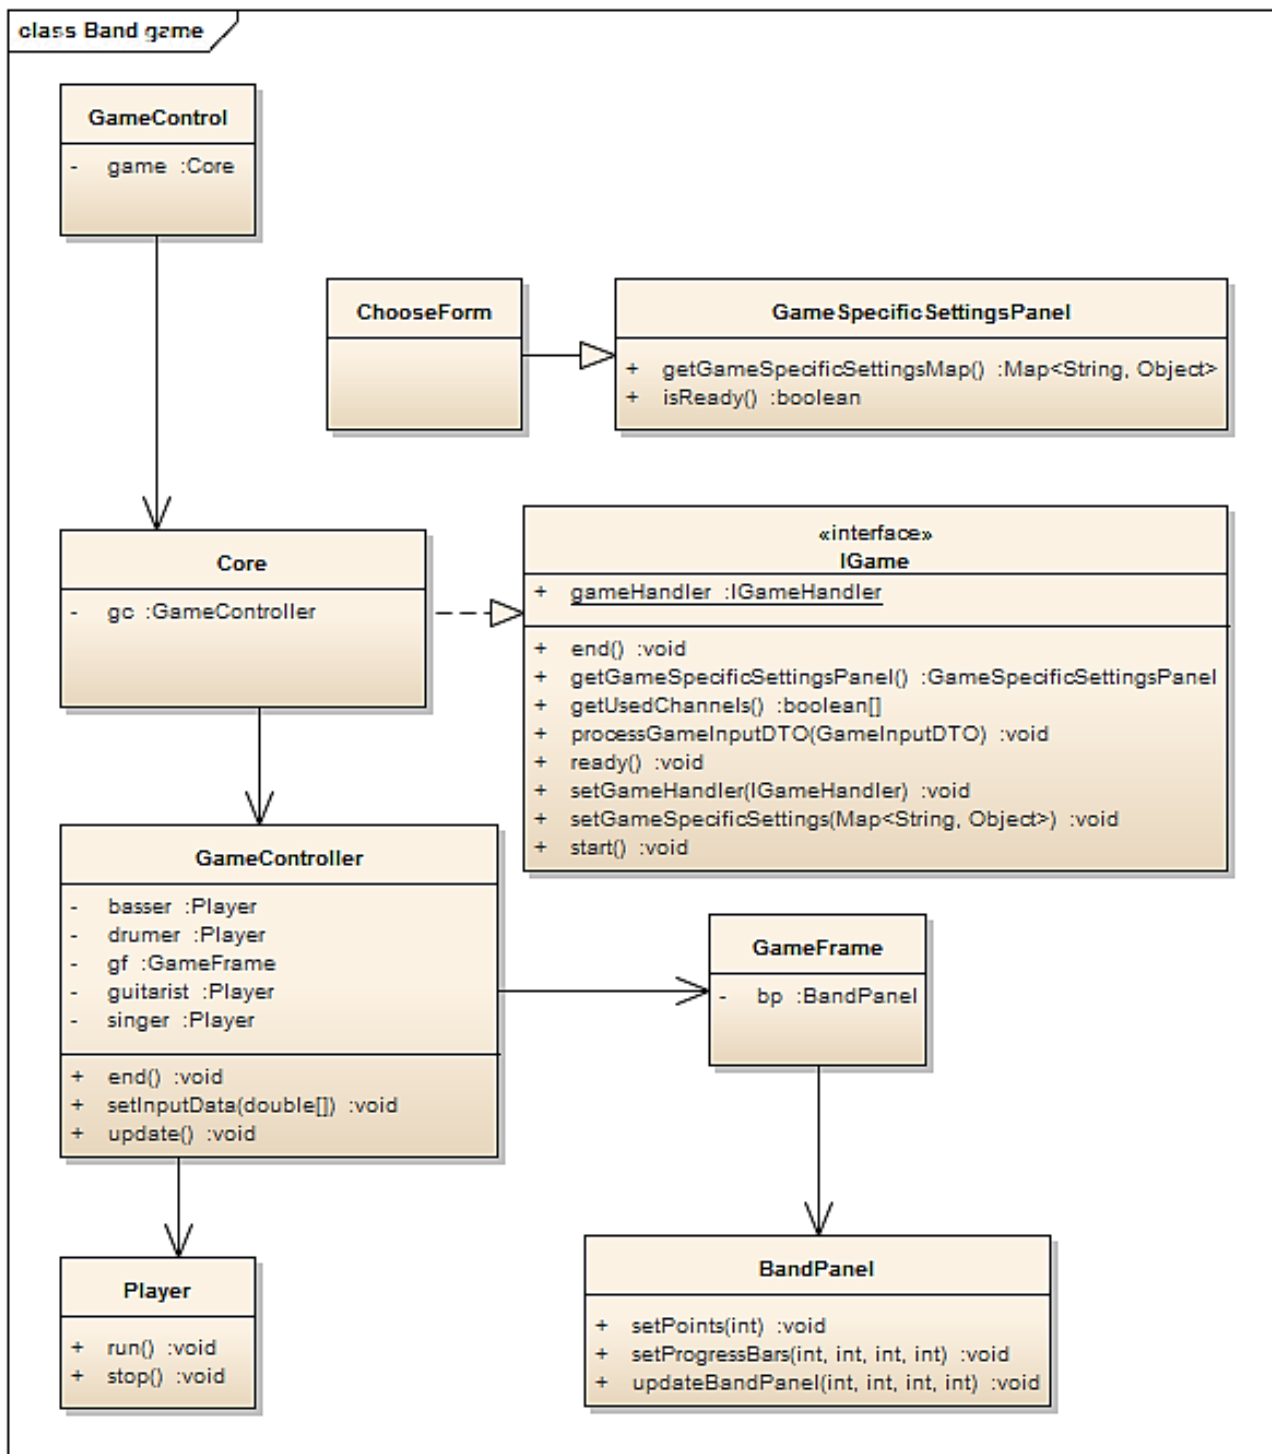 class Band game
GameControl
- game :Core
ChooseForm
GameSpecificSettingsPanel
+ getGameSpecificSettingsMap() :Map<String, Object>
+ isReady() :boolean
Core
- gc :GameController
«interface»
IGame
+ gameHandler :IGameHandler
+ end() :void
+ getGameSpecificSettingsPanel() :GameSpecificSettingsPanel
+ getUsedChannels() :boolean[]
+ processGameInputDTO(GameInputDTO) :void
+ ready() :void
+ setGameHandler(IGameHandler) :void
+ setGameSpecificSettings(Map<String, Object>) :void
+ start() :void
GameController
- basser :Player
- drumer :Player
- gf :GameFrame
- guitarist :Player
- singer :Player
+ end() :void
+ setInputData(double[]) :void
+ update() :void
GameFrame
- bp :BandPanel
Player
+ run() :void
+ stop() :void
BandPanel
+ setPoints(int) :void
+ setProgressBars(int, int, int, int) :void
+ updateBandPanel(int, int, int, int) :void